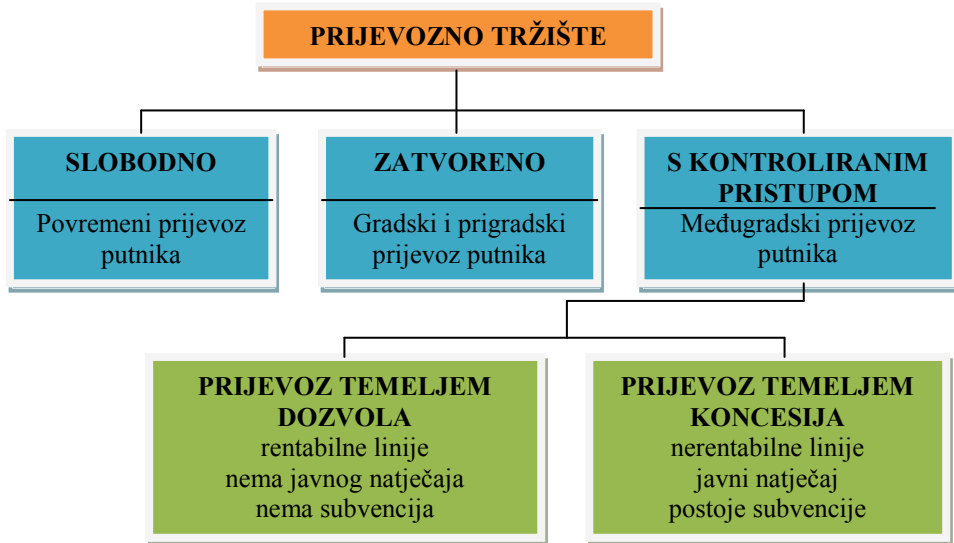 PRIJEVOZNO TRŽIŠTE
SLOBODNO
Povremeni prijevoz
putnika
ZATVORENO
Gradski i prigradski
prijevoz putnika
S KONTROLIRANIM
PRISTUPOM
Međugradski prijevoz
putnika
PRIJEVOZ TEMELJEM
DOZVOLA
rentabilne linije
nema javnog natječaja
nema subvencija
PRIJEVOZ TEMELJEM
KONCESIJA
nerentabilne linije
javni natječaj
postoje subvencije